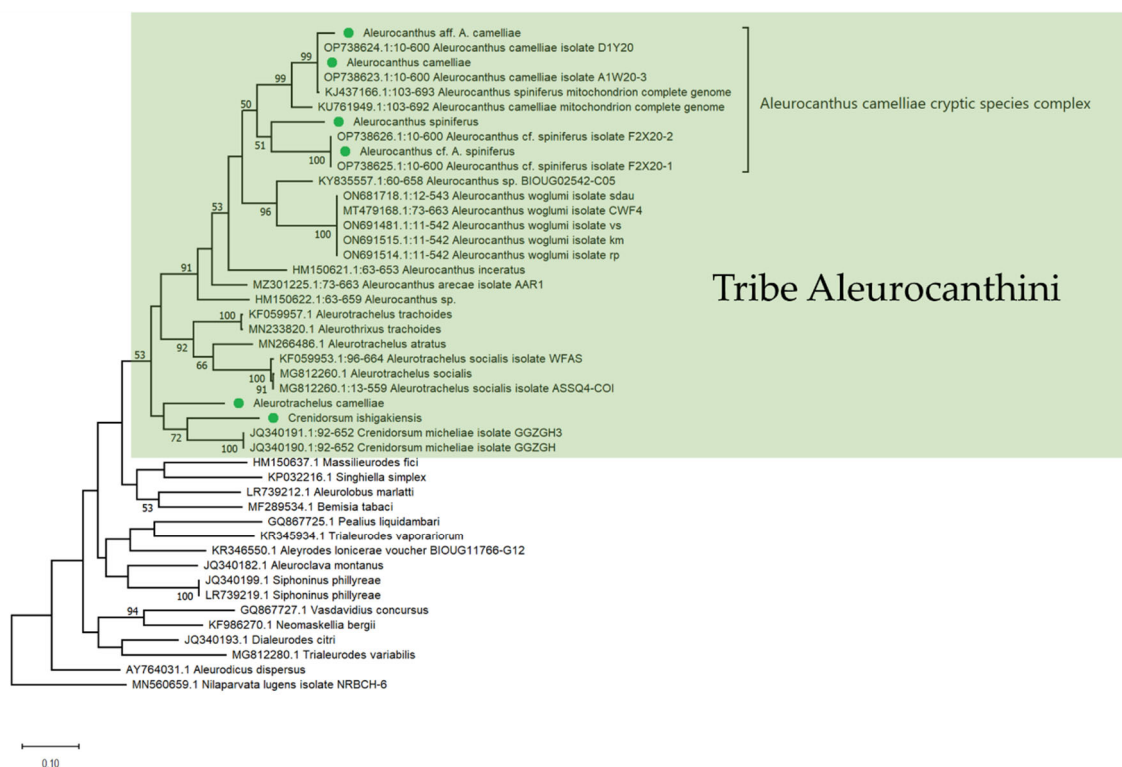 Aleurocanthus aff. A. camelliae
OP738624.1:10-600 Aleurocanthus camelliae isolate D1Y20
99
Aleurocanthus camelliae
99
OP738623.1:10-600 Aleurocanthus camelliae isolate A1W20-3
KJ437166.1:103-693 Aleurocanthus spiniferus mitochondrion complete genome
50
KU761949.1:103-692 Aleurocanthus camelliae mitochondrion complete genome
Aleurocanthus camelliae cryptic species complex
Aleurocanthus spiniferus
OP738626.1:10-600 Aleurocanthus cf. spiniferus isolate F2X20-2
51
Aleurocanthus cf. A. spiniferus
100
OP738625.1:10-600 Aleurocanthus cf. spiniferus isolate F2X20-1
KY835557.1:60-658 Aleurocanthus sp. BIOUG02542-C05
ON681718.1:12-543 Aleurocanthus woglumi isolate sdau
96
MT479168.1:73-663 Aleurocanthus woglumi isolate CWF4
53
ON691481.1:11-542 Aleurocanthus woglumi isolate vs
100
ON691515.1:11-542 Aleurocanthus woglumi isolate km
ON691514.1:11-542 Aleurocanthus woglumi isolate rp
91
HM150621.1:63-653 Aleurocanthus inceratus
MZ301225.1:73-663 Aleurocanthus arecae isolate AAR1
Tribe Aleurocanthini
HM150622.1:63-659 Aleurocanthus sp.
KF059957.1 Aleurotrachelus trachoides
100
MN233820.1 Aleurothrixus trachoides
92
MN266486.1 Aleurotrachelus atratus
53
66
KF059953.1:96-664 Aleurotrachelus socialis isolate WFAS
100
MG812260.1 Aleurotrachelus socialis
91
MG812260.1:13-559 Aleurotrachelus socialis isolate ASSQ4-COI
Aleurotrachelus camelliae
Crenidorsum ishigakiensis
72
JQ340191.1:92-652 Crenidorsum micheliae isolate GGZGH3
100
JQ340190.1:92-652 Crenidorsum micheliae isolate GGZGH
HM150637.1 Massilieurodes fici
KP032216.1 Singhiella simplex
LR739212.1 Aleurolobus marlatti
53
MF289534.1 Bemisia tabaci
GQ867725.1 Pealius liquidambari
KR345934.1 Trialeurodes vaporariorum
KR346550.1 Aleyrodes lonicerae voucher BIOUG11766-G12
JQ340182.1 Aleuroclava montanus
JQ340199.1 Siphoninus phillyreae
100
LR739219.1 Siphoninus phillyreae
94
GQ867727.1 Vasdavidius concursus
KF986270.1 Neomaskellia bergii
JQ340193.1 Dialeurodes citri
MG812280.1 Trialeurodes variabilis
AY764031.1 Aleurodicus dispersus
MN560659.1 Nilaparvata lugens isolate NRBCH-6
0.10